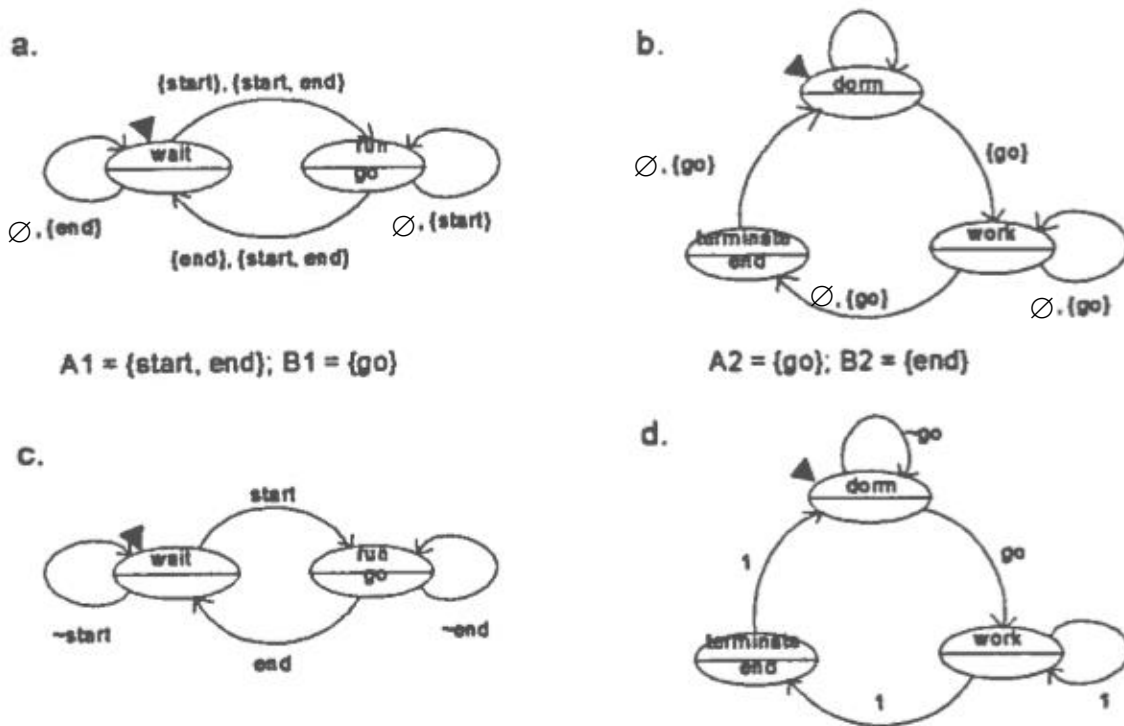 a.
{start}, {start, end}
wait
run
go
∅, {end}
∅, {start}
{end}, {start, end}
A1 = {start, end}; B1 = {go}
b.
dorm
∅, {go}
{go}
terminate
end
work
∅, {go}
∅, {go}
A2 = {go}; B2 = {end}
c.
start
wait
run
go
~start
~end
end
d.
~go
dorm
1
go
terminate
end
work
1
1